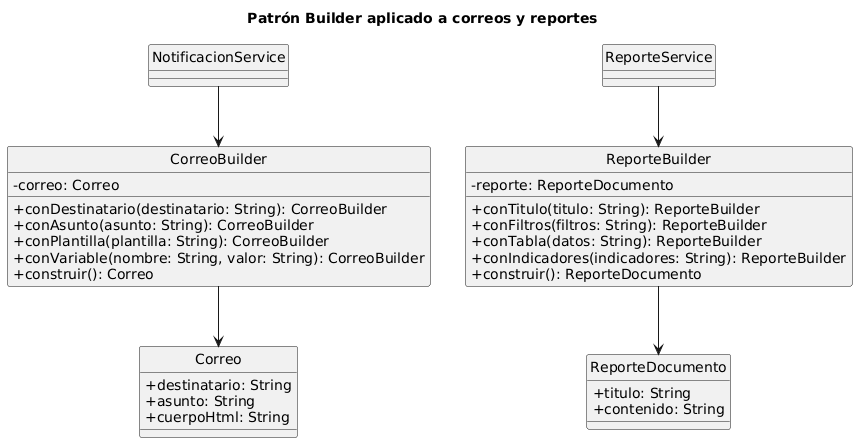 Patrón Builder aplicado a correos y reportes
NotificacionService
ReporteService
CorreoBuilder
-correo: Correo
+conDestinatario(destinatario: String): CorreoBuilder
+conAsunto(asunto: String): CorreoBuilder
+conPlantilla(plantilla: String): CorreoBuilder
+conVariable(nombre: String, valor: String): CorreoBuilder
+construir(): Correo
ReporteBuilder
-reporte: ReporteDocumento
+conTitulo(titulo: String): ReporteBuilder
+conFiltros(filtros: String): ReporteBuilder
+conTabla(datos: String): ReporteBuilder
+conIndicadores(indicadores: String): ReporteBuilder
+construir(): ReporteDocumento
Correo
+destinatario: String
+asunto: String
+cuerpoHtml: String
ReporteDocumento
+titulo: String
+contenido: String